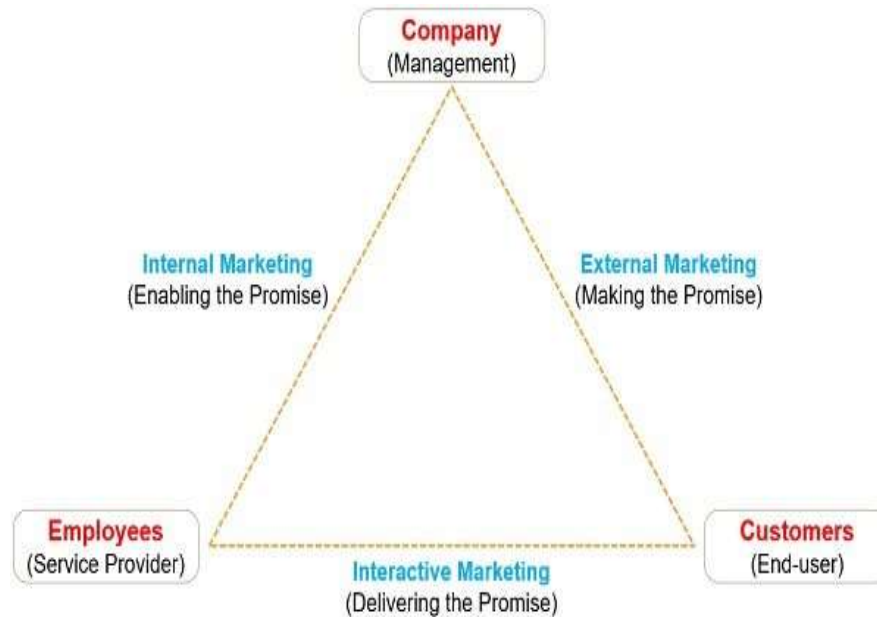 Company
(Management)
Internal Marketing
(Enabling the Promise)
External Marketing
(Making the Promise)
Employees
(Service Provider)
Customers
(End-user)
Interactive Marketing
(Delivering the Promise)